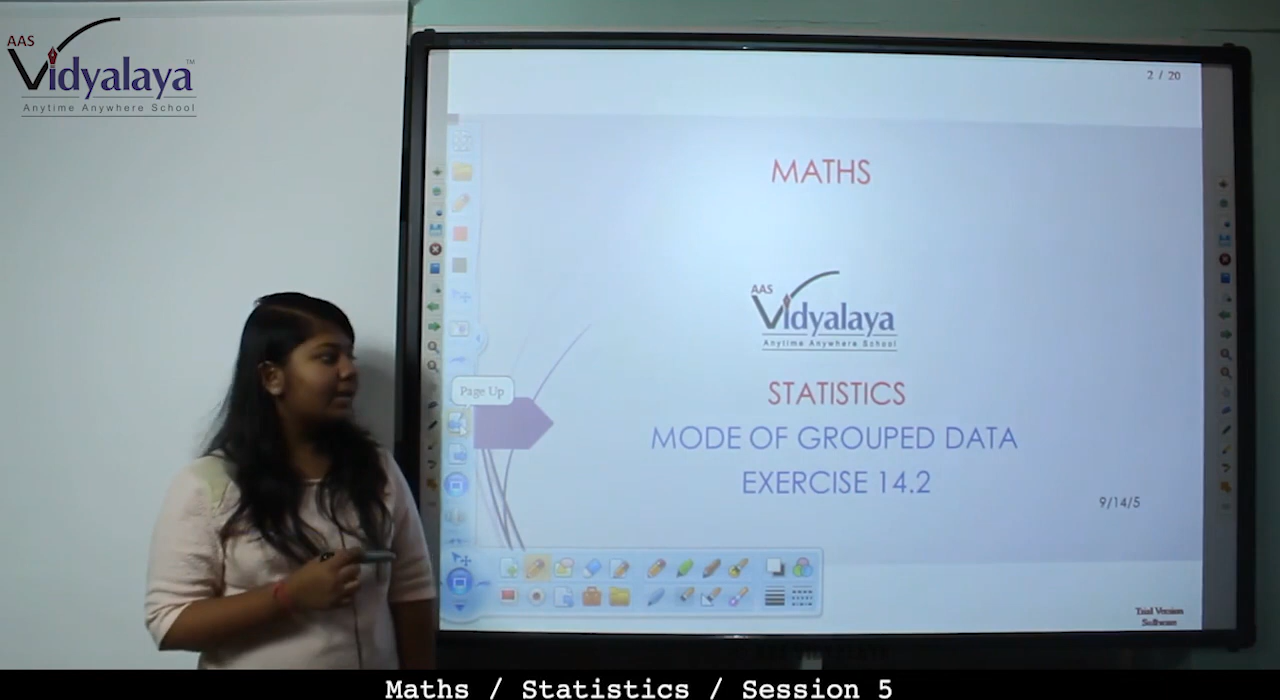 AAS
Vidyalaya
TM
Anytime Anywhere School
2 / 20
MATHS
AAS
Vidyalaya
Anytime Anywhere School
Page Up
STATISTICS
MODE OF GROUPED DATA
EXERCISE 14.2
9/14/5
Trial Version
Software
Maths / Statistics / Session 5